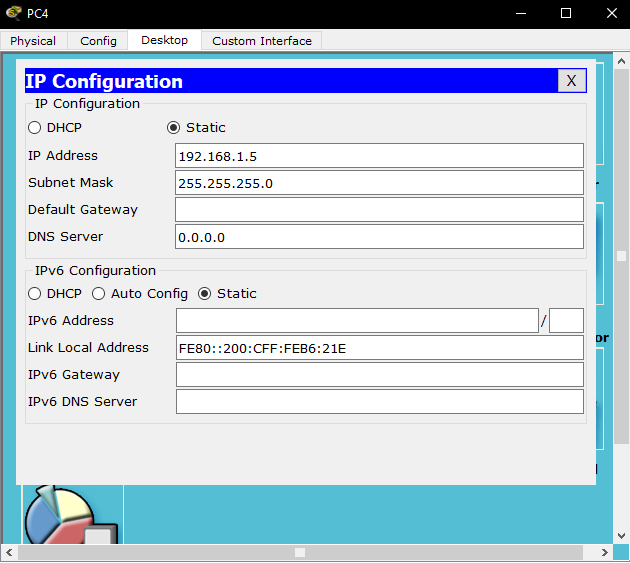 PC4
Physical Config Desktop Custom Interface
IP Configuration X
IP Configuration
DHCP Static
IP Address 192.168.1.5
Subnet Mask 255.255.255.0
Default Gateway
DNS Server 0.0.0.0
IPv6 Configuration
DHCP Auto Config Static
IPv6 Address /
Link Local Address FE80::200:CFF:FEB6:21E
IPv6 Gateway
IPv6 DNS Server